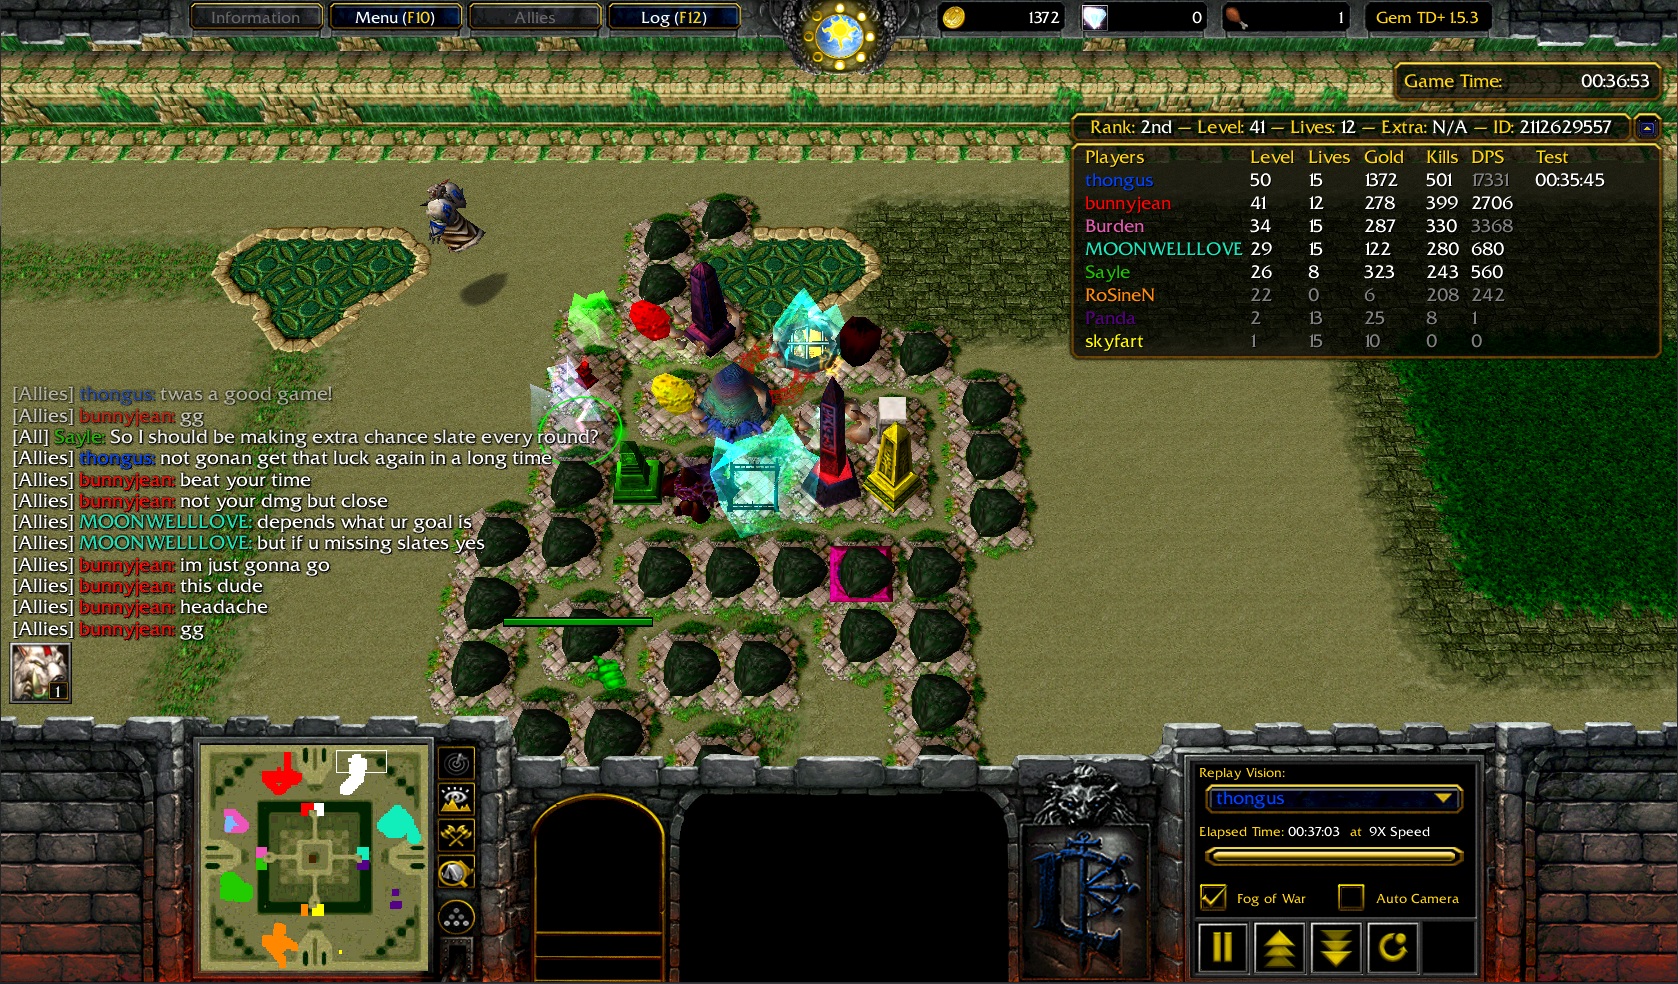 Information Menu (F10) Allies Log (F12) 1372 0 1 Gem TD+ 1.5.3
Game Time: 00:36:53
Rank: 2nd — Level: 41 — Lives: 12 — Extra: N/A — ID: 2112629557
Players Level Lives Gold Kills DPS Test
thongus 50 15 1372 501 17331 00:35:45
bunnyjean 41 12 278 399 2706
Burden 34 15 287 330 3368
MOONWELLLOVE 29 15 122 280 680
Sayle 26 8 323 243 560
RoSineN 22 0 6 208 242
Panda 2 13 25 8 1
skyfart 1 15 10 0 0
[Allies] thongus: twas a good game!
[Allies] bunnyjean: gg
[All] Sayle: So I should be making extra chance slate every round?
[Allies] thongus: not gonan get that luck again in a long time
[Allies] bunnyjean: beat your time
[Allies] bunnyjean: not your dmg but close
[Allies] MOONWELLLOVE: depends what ur goal is
[Allies] MOONWELLLOVE: but if u missing slates yes
[Allies] bunnyjean: im just gonna go
[Allies] bunnyjean: this dude
[Allies] bunnyjean: headache
[Allies] bunnyjean: gg
1
Replay Vision:
thongus
Elapsed Time: 00:37:03 at 9X Speed
Fog of War Auto Camera